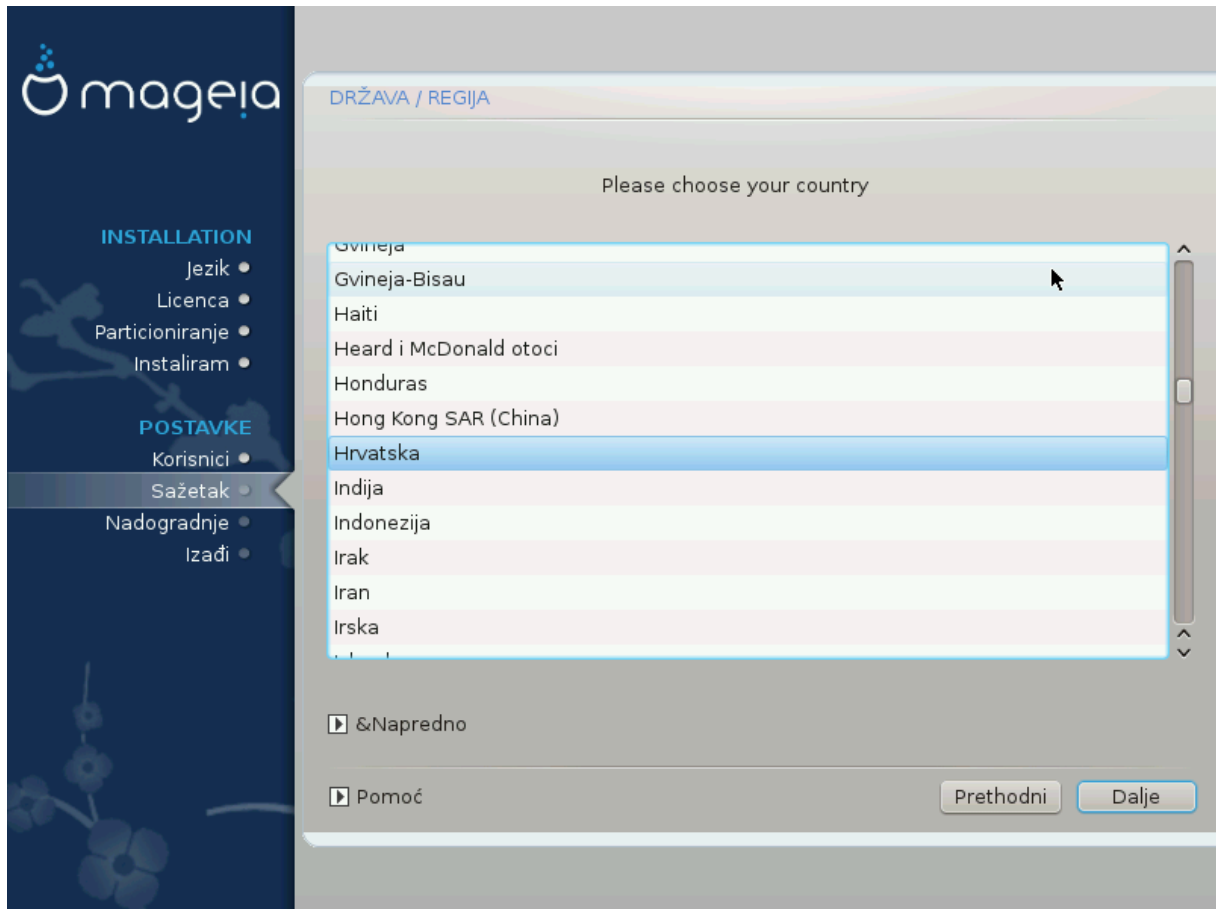 mageia
INSTALLATION
Jezik
Licenca
Particioniranje
Instaliram
POSTAVKE
Korisnici
Sažetak
Nadogradnje
Izađi
DRŽAVA / REGIJA
Please choose your country
Gvineja
Gvineja-Bisau
Haiti
Heard i McDonald otoci
Honduras
Hong Kong SAR (China)
Hrvatska
Indija
Indonezija
Irak
Iran
Irska
&Napredno
Pomoć
Prethodni
Dalje